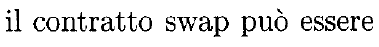 il contratto swap può essere